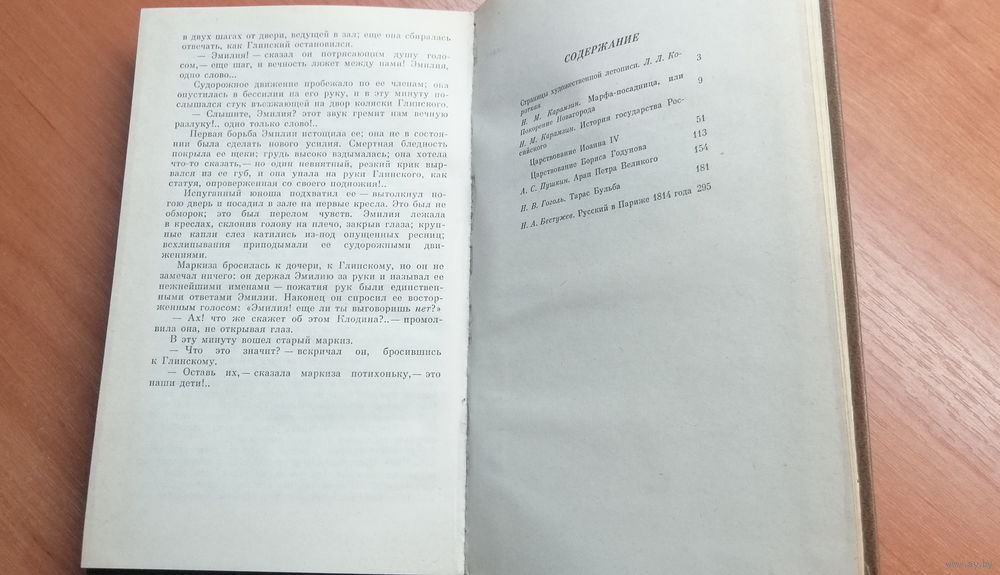 в двух шагах от двери, ведущей в зал; еще она сбиралась
отвечать, как Глинский остановился.
— Эмилия! — сказал он потрясающим душу голо-
сом,— еще шаг, и вечность ляжет между нами! Эмилия,
одно слово...
Судорожное движение пробежало по ее членам; она
опустилась в бессилии на его руку, и в эту минуту по-
слышался стук въезжающей на двор коляски Глинского.
— Слышите, Эмилия? этот звук гремит нам вечную
разлуку!.. одно только слово!..
Первая борьба Эмилии истощила ее; она не в состоя-
нии была сделать нового усилия. Смертная бледность
покрыла ее щеки; грудь высоко вздымалась; она хотела
что-то сказать,— но один невнятный, резкий крик выр-
вался из ее губ, и она упала на руки Глинского, как
статуя, опроверженная со своего подножия!..
Испуганный юноша подхватил ее — вытолкнул но-
гою дверь и посадил в зале на первые кресла. Это был не
обморок; это был перелом чувств. Эмилия лежала
в креслах, склонив голову на плечо, закрыв глаза; круп-
ные капли слез катились из-под опущенных ресниц;
всхлипывания приподымали ее судорожными дви-
жениями.
Маркиза бросилась к дочери, к Глинскому, но он не
замечал ничего: он держал Эмилию за руки и называл ее
нежнейшими именами — пожатия рук были единствен-
ными ответами Эмилии. Наконец он спросил ее востор-
женным голосом: «Эмилия! еще ли ты выговоришь нет?»
— Ах! что же скажет об этом Клодина?..— промол-
вила она, не открывая глаз.
В эту минуту вошел старый маркиз.
— Что это значит? — вскричал он, бросившись
к Глинскому.
— Оставь их,— сказала маркиза потихоньку,— это
наши дети!..
СОДЕРЖАНИЕ
Страницы художественной летописи. Л. Л. Ко-
роткая 3
Н. М. Карамзин. Марфа-посадница, или
Покорение Новагорода 9
Н. М. Карамзин. История государства Рос-
сийского
Царствование Иоанна IV 51
Царствование Бориса Годунова 113
А. С. Пушкин. Арап Петра Великого 154
Н. В. Гоголь. Тарас Бульба 181
Н. А. Бестужев. Русский в Париже 1814 года 295
www.ay.by